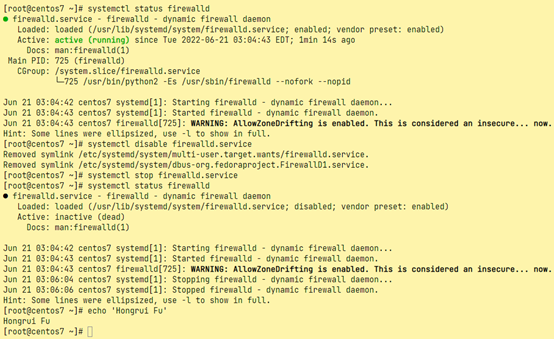 [root@centos7 ~]# systemctl status firewalld
● firewalld.service - firewalld - dynamic firewall daemon
   Loaded: loaded (/usr/lib/systemd/system/firewalld.service; enabled; vendor preset: enabled)
   Active: active (running) since Tue 2022-06-21 03:04:43 EDT; 1min 14s ago
     Docs: man:firewalld(1)
 Main PID: 725 (firewalld)
   CGroup: /system.slice/firewalld.service
           └─725 /usr/bin/python2 -Es /usr/sbin/firewalld --nofork --nopid

Jun 21 03:04:42 centos7 systemd[1]: Starting firewalld - dynamic firewall daemon...
Jun 21 03:04:43 centos7 systemd[1]: Started firewalld - dynamic firewall daemon.
Jun 21 03:04:43 centos7 firewalld[725]: WARNING: AllowZoneDrifting is enabled. This is considered an insecure... now.
Hint: Some lines were ellipsized, use -l to show in full.
[root@centos7 ~]# systemctl disable firewalld.service
Removed symlink /etc/systemd/system/multi-user.target.wants/firewalld.service.
Removed symlink /etc/systemd/system/dbus-org.fedoraproject.FirewallD1.service.
[root@centos7 ~]# systemctl stop firewalld.service
[root@centos7 ~]# systemctl status firewalld
● firewalld.service - firewalld - dynamic firewall daemon
   Loaded: loaded (/usr/lib/systemd/system/firewalld.service; disabled; vendor preset: enabled)
   Active: inactive (dead)
     Docs: man:firewalld(1)

Jun 21 03:04:42 centos7 systemd[1]: Starting firewalld - dynamic firewall daemon...
Jun 21 03:04:43 centos7 systemd[1]: Started firewalld - dynamic firewall daemon.
Jun 21 03:04:43 centos7 firewalld[725]: WARNING: AllowZoneDrifting is enabled. This is considered an insecure... now.
Jun 21 03:06:04 centos7 systemd[1]: Stopping firewalld - dynamic firewall daemon...
Jun 21 03:06:06 centos7 systemd[1]: Stopped firewalld - dynamic firewall daemon.
Hint: Some lines were ellipsized, use -l to show in full.
[root@centos7 ~]# echo 'Hongrui Fu'
Hongrui Fu
[root@centos7 ~]#